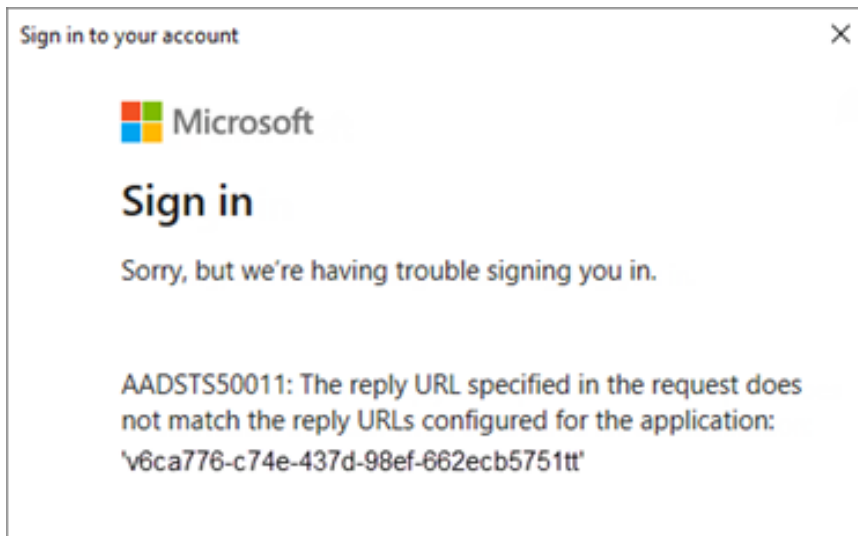 Sign in to your account
Microsoft
Sign in
Sorry, but we're having trouble signing you in.
AADSTS50011: The reply URL specified in the request does
not match the reply URLs configured for the application:
'v6ca776-c74e-437d-98ef-662ecb5751tt'